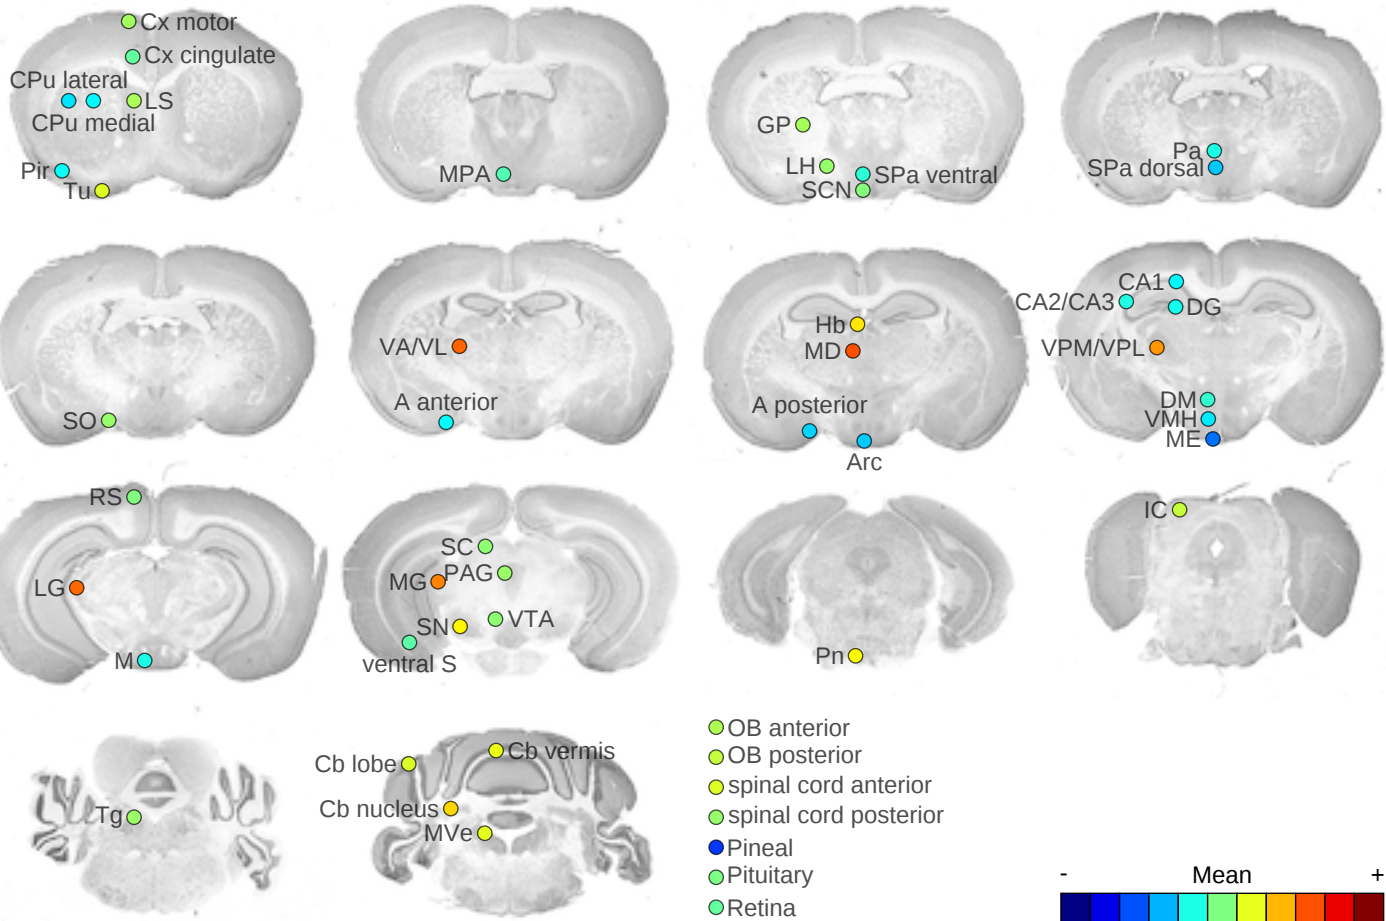 Cx motor
Cx cingulate
CPu lateral
LS
CPu medial
Pir
Tu
MPA
GP
LH
SPa ventral
SCN
Pa
SPa dorsal
SO
VA/VL
A anterior
Hb
MD
A posterior
Arc
CA1
CA2/CA3
DG
VPM/VPL
DM
VMH
ME
RS
LG
M
SC
MG
PAG
SN
VTA
ventral S
Pn
IC
Tg
Cb lobe
Cb vermis
Cb nucleus
MVe
OB anterior
OB posterior
spinal cord anterior
spinal cord posterior
Pineal
Pituitary
Retina
- Mean +